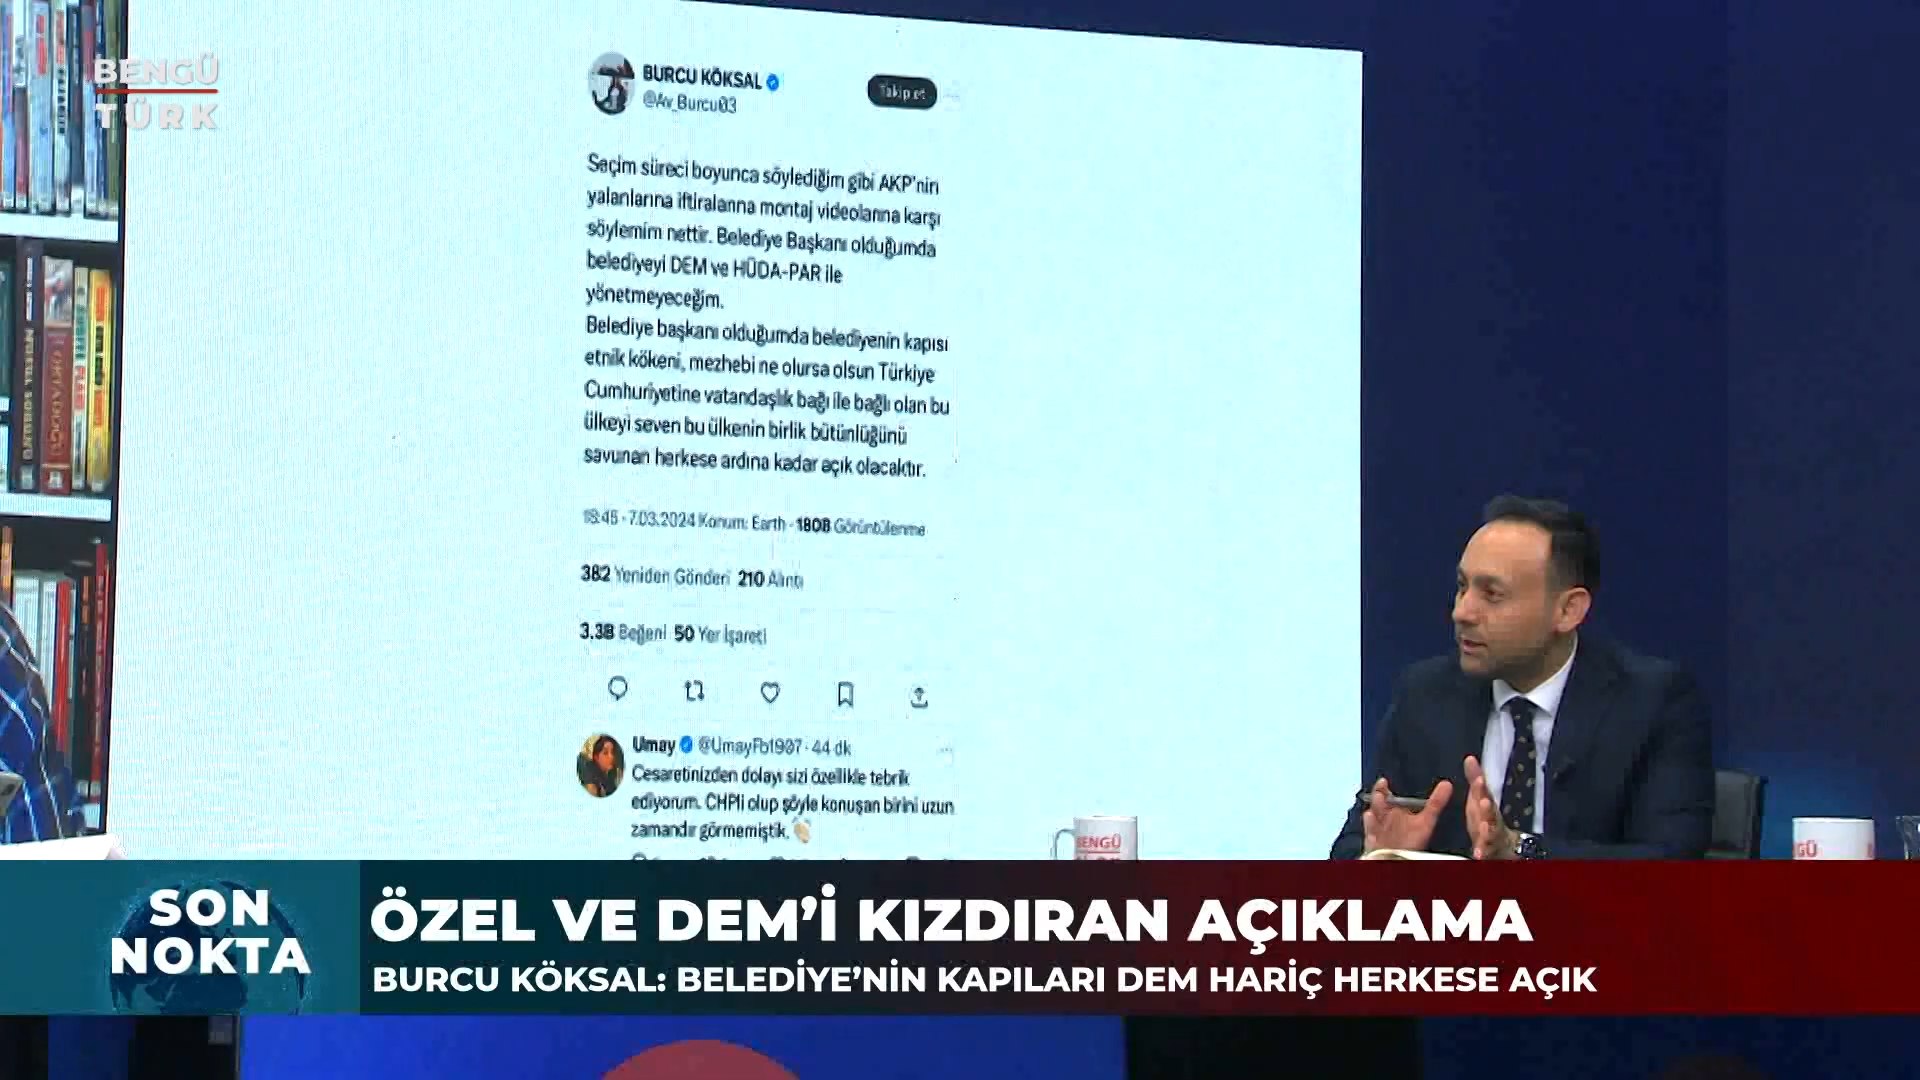 BENGÜ
TÜRK
BURCU KÖKSAL
@Av_Burcu03
Takip et
Seçim süreci boyunca söylediğim gibi AKP'nin
yalanlarına iftiralarına montaj videolarına karşı
söylemim nettir. Belediye Başkanı olduğumda
belediyeyi DEM ve HÜDA-PAR ile
yönetmeyeceğim.
Belediye başkanı olduğumda belediyenin kapısı
etnik kökeni, mezhebi ne olursa olsun Türkiye
Cumhuriyetine vatandaşlık bağı ile bağlı olan bu
ülkeyi seven bu ülkenin birlik bütünlüğünü
savunan herkese ardına kadar açık olacaktır.
18:45 · 7.03.2024 Konum: Earth · 180B Görüntülenme
382 Yeniden Gönderi 210 Alıntı
3.3B Beğeni 50 Yer İşareti
Umay @UmayFb1907 · 44 dk
Cesaretinizden dolayı sizi özellikle tebrik
ediyorum. CHPli olup şöyle konuşan birini uzun
zamandır görmemiştik.
BENGÜ
GÜ
SON
NOKTA
ÖZEL VE DEM'İ KIZDIRAN AÇIKLAMA
BURCU KÖKSAL: BELEDİYE'NİN KAPILARI DEM HARİÇ HERKESE AÇIK